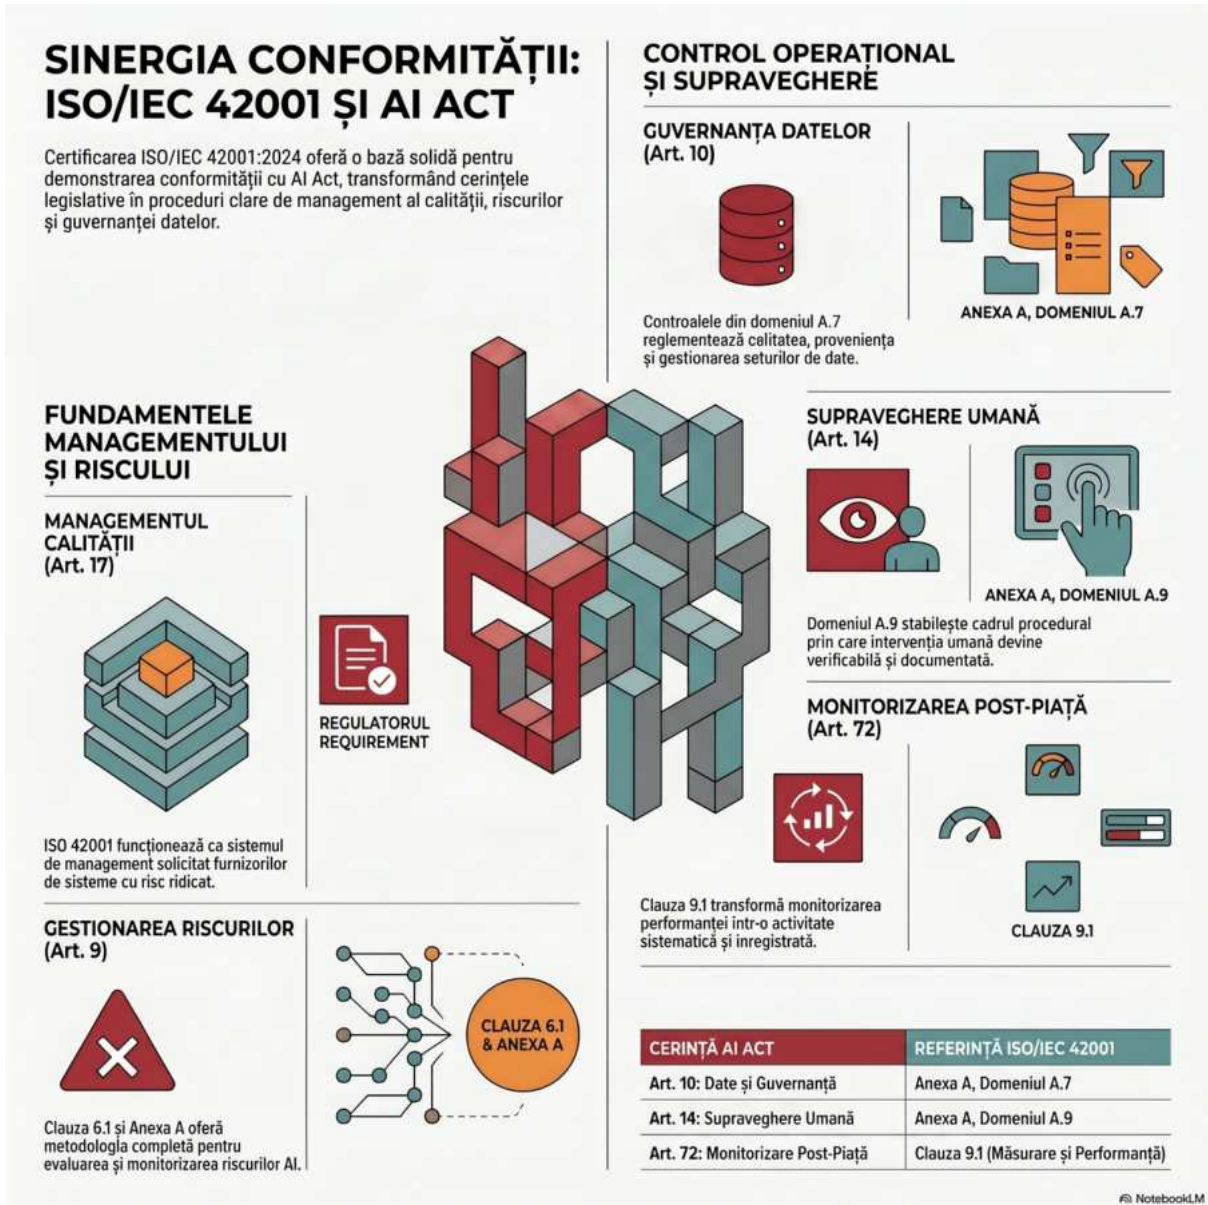 SINERGIA CONFORMITĂȚII:
ISO/IEC 42001 ȘI AI ACT
Certificarea ISO/IEC 42001:2024 oferă o bază solidă pentru
demonstrarea conformității cu AI Act, transformând cerințele
legislative în proceduri clare de management al calității, riscurilor
și guvernanței datelor.
FUNDAMENTELE
MANAGEMENTULUI
ȘI RISCULUI
MANAGEMENTUL
CALITĂȚII
(Art. 17)
REGULATORUL
REQUIREMENT
ISO 42001 funcționează ca sistemul
de management solicitat furnizorilor
de sisteme cu risc ridicat.
GESTIONAREA RISCURILOR
(Art. 9)
CLAUZA 6.1
& ANEXA A
Clauza 6.1 și Anexa A oferă
metodologla completă pentru
evaluarea și monitorizarea riscurilor AI.
CONTROL OPERAȚIONAL
ȘI SUPRAVEGHERE
GUVERNANȚA DATELOR
(Art. 10)
Controalele din domeniul A.7
reglementează calitatea, proveniența
și gestionarea seturilor de date.
ANEXA A, DOMENIUL A.7
SUPRAVEGHERE UMANĂ
(Art. 14)
ANEXA A, DOMENIUL A.9
Domeniul A.9 stabilește cadrul procedural
prin care intervenția umană devine
verificabilă și documentată.
MONITORIZAREA POST-PIAȚĂ
(Art. 72)
Clauza 9.1 transformă monitorizarea
performanței intr-o activitate
sistematică și inregistrată.
CLAUZA 9.1
CERINȚĂ AI ACT REFERINȚĂ ISO/IEC 42001
Art. 10: Date și Guvernanță Anexa A, Domeniul A.7
Art. 14: Supraveghere Umană Anexa A, Domeniul A.9
Art. 72: Monitorizare Post-Piață Clauza 9.1 (Măsurare și Performanță)
NotebookLM